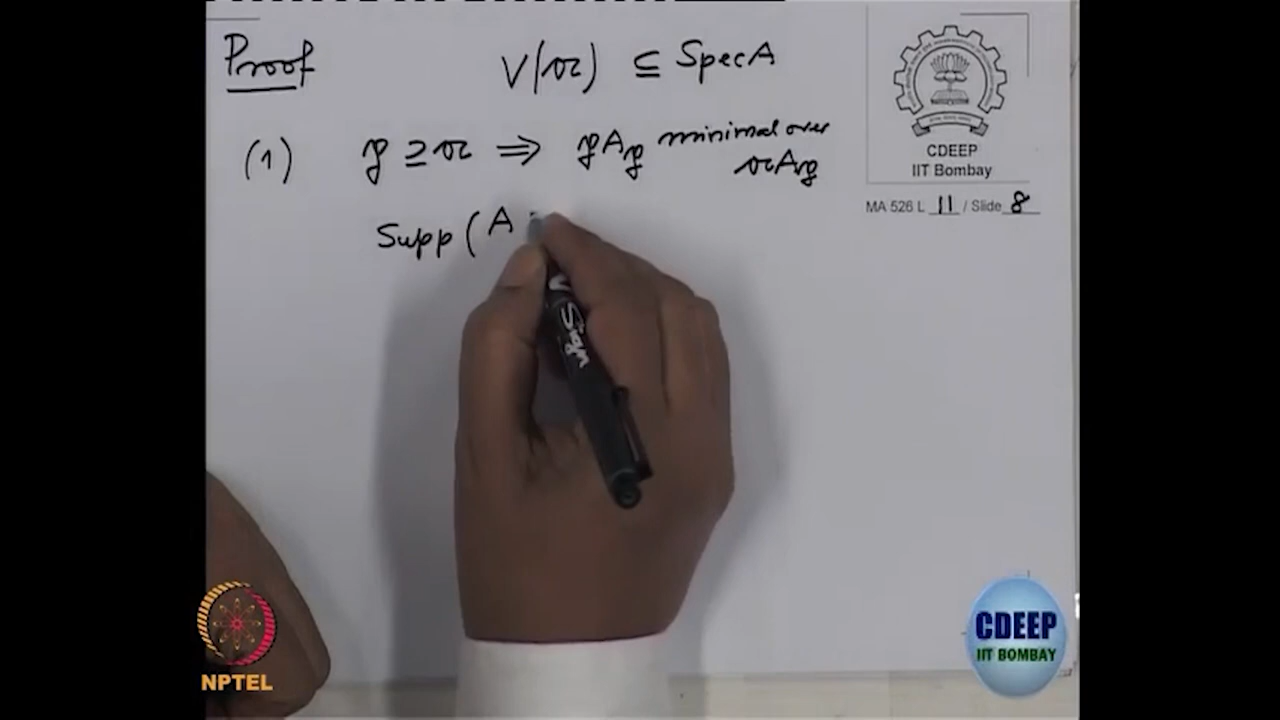 Proof V(𝔞) ⊆ Spec A
(1) 𝔭 ⊇ 𝔞 ⇒ 𝔭A𝔭 minimal over
𝔞A𝔭
Supp ( A
CDEEP
IIT Bombay
MA 526 L 11 / Slide 8
V Sign
NPTEL
CDEEP
IIT BOMBAY